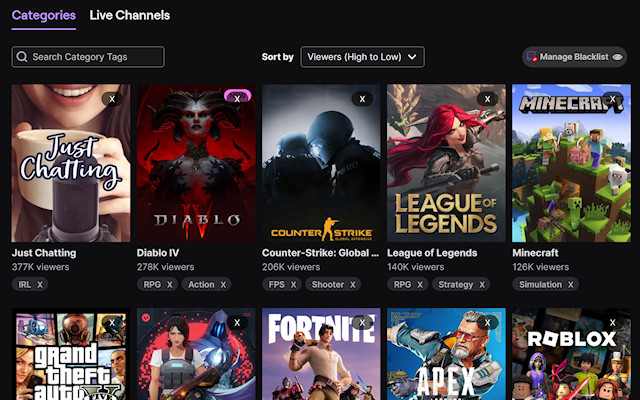 Categories
Live Channels
Search Category Tags
Sort by
Viewers (High to Low)
Manage Blacklist
X
X
X
X
X
Just
Chatting
DIABLO
IV
COUNTER STRIKE
GLOBAL OFFENSIVE
LEAGUE OF
LEGENDS
MINECRAFT
Just Chatting
Diablo IV
Counter-Strike: Global ...
League of Legends
Minecraft
377K viewers
278K viewers
206K viewers
140K viewers
126K viewers
IRL X
RPG X
Action X
FPS X
Shooter X
RPG X
Strategy X
Simulation X
X
X
X
X
X
grand
theft
auto
V
FORTNITE
APEX
ROBLOX